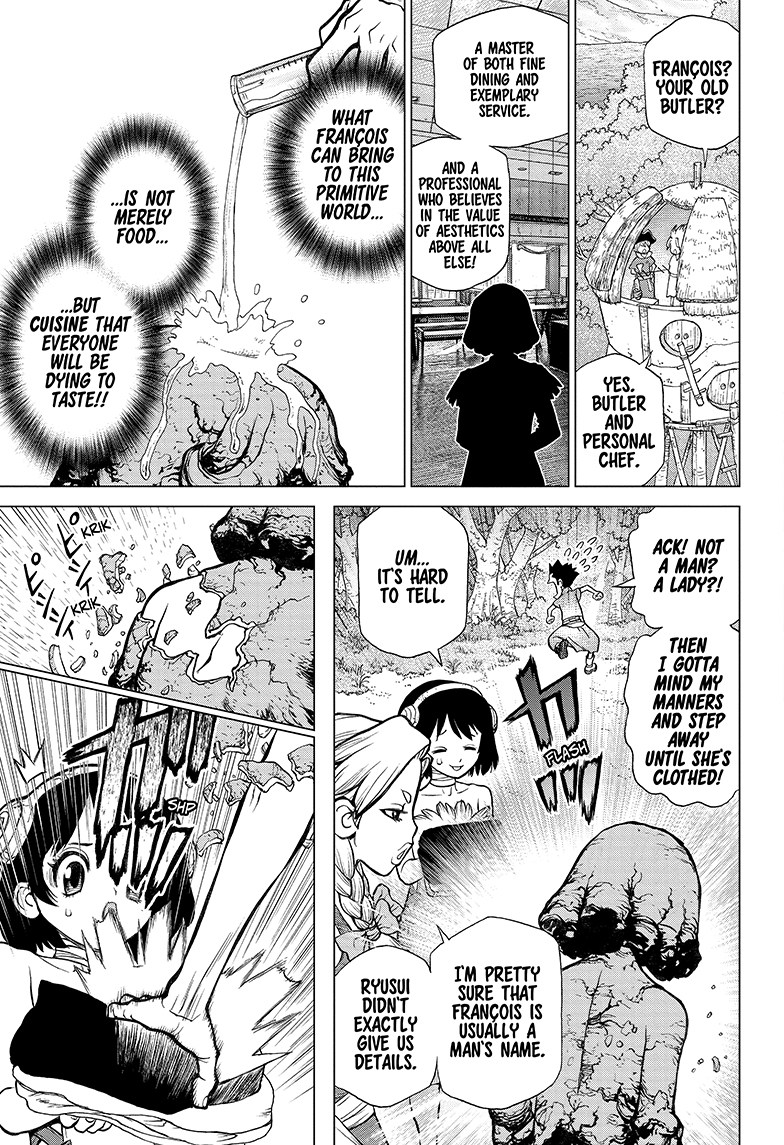 FRANÇOIS?
YOUR OLD
BUTLER?
YES.
BUTLER
AND
PERSONAL
CHEF.
A MASTER
OF BOTH FINE
DINING AND
EXEMPLARY
SERVICE.
AND A
PROFESSIONAL
WHO BELIEVES
IN THE VALUE
OF AESTHETICS
ABOVE ALL
ELSE!
WHAT
FRANÇOIS
CAN BRING
TO THIS
PRIMITIVE
WORLD...
...IS NOT
MERELY
FOOD...
...BUT
CUISINE THAT
EVERYONE
WILL BE
DYING TO
TASTE!!
ACK! NOT
A MAN?
A LADY?!
THEN
I GOTTA
MIND MY
MANNERS
AND STEP
AWAY
UNTIL SHE'S
CLOTHED!
UM...
IT'S HARD
TO TELL.
カッ
FLASH
I'M PRETTY
SURE THAT
FRANÇOIS IS
USUALLY A
MAN'S NAME.
RYUSUI
DIDN'T
EXACTLY
GIVE US
DETAILS.
ピキ
KRIK
ピシッ
KRIK
ガシッ
SHP